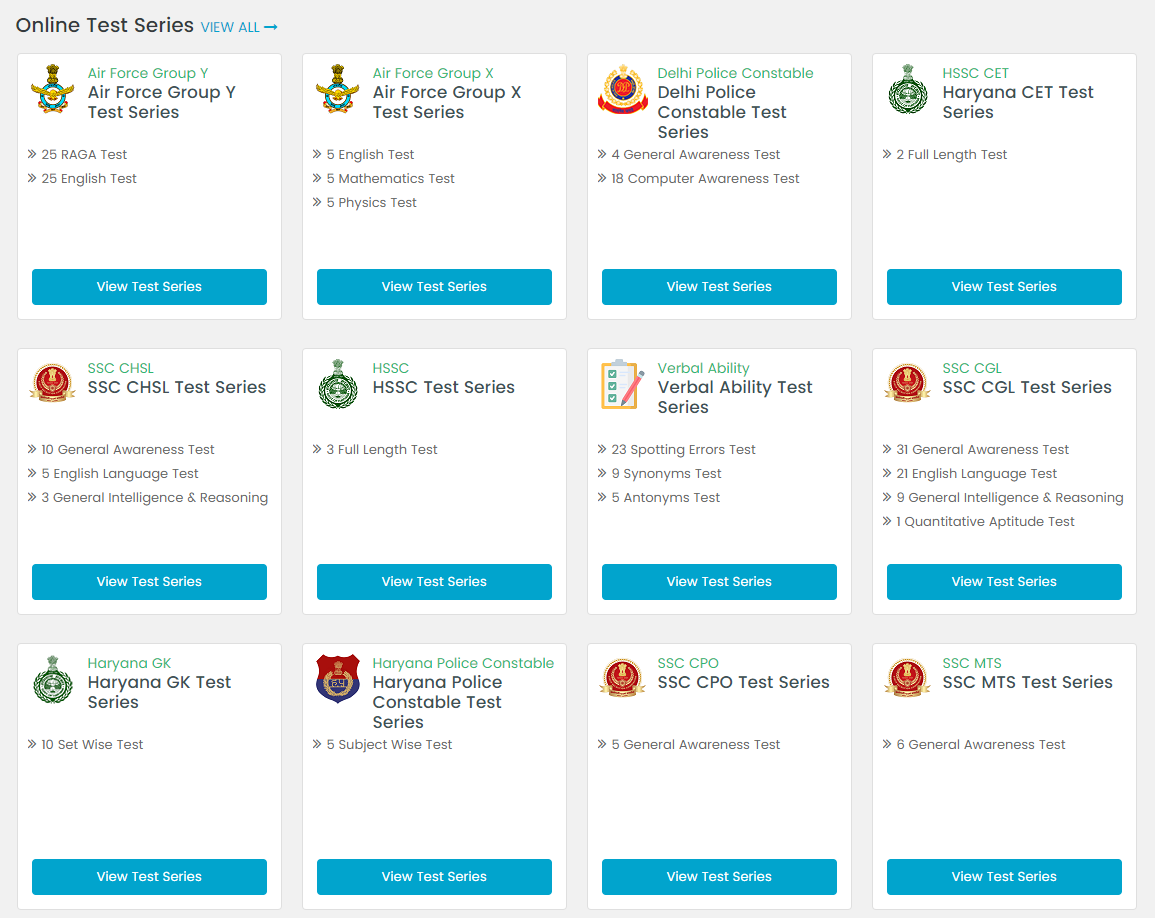 Online Test Series VIEW ALL →
Air Force Group Y
Air Force Group Y
Test Series
» 25 RAGA Test
» 25 English Test
View Test Series
Air Force Group X
Air Force Group X
Test Series
» 5 English Test
» 5 Mathematics Test
» 5 Physics Test
View Test Series
Delhi Police Constable
Delhi Police
Constable Test
Series
» 4 General Awareness Test
» 18 Computer Awareness Test
View Test Series
HSSC CET
Haryana CET Test
Series
» 2 Full Length Test
View Test Series
SSC CHSL
SSC CHSL Test Series
» 10 General Awareness Test
» 5 English Language Test
» 3 General Intelligence & Reasoning
View Test Series
HSSC
HSSC Test Series
» 3 Full Length Test
View Test Series
Verbal Ability
Verbal Ability Test
Series
» 23 Spotting Errors Test
» 9 Synonyms Test
» 5 Antonyms Test
View Test Series
SSC CGL
SSC CGL Test Series
» 31 General Awareness Test
» 21 English Language Test
» 9 General Intelligence & Reasoning
» 1 Quantitative Aptitude Test
View Test Series
Haryana GK
Haryana GK Test
Series
» 10 Set Wise Test
View Test Series
Haryana Police Constable
Haryana Police
Constable Test
Series
» 5 Subject Wise Test
View Test Series
SSC CPO
SSC CPO Test Series
» 5 General Awareness Test
View Test Series
SSC MTS
SSC MTS Test Series
» 6 General Awareness Test
View Test Series